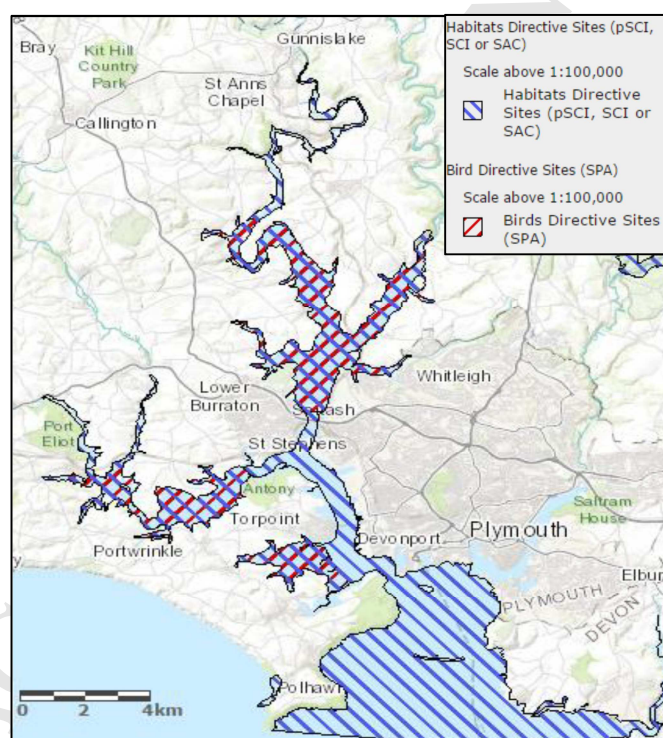 Habitats Directive Sites (pSCI,
SCI or SAC)
Scale above 1:100,000
Habitats Directive
Sites (pSCI, SCI or
SAC)
Bird Directive Sites (SPA)
Scale above 1:100,000
Birds Directive Sites
(SPA)
Bray
Kit Hill
Country
Park
Gunnislake
St Anns
Chapel
Callington
Whitleigh
Lower
Burraton
Port
Eliot
St Stephens
Antony
Torpoint
Portwrinkle
Devonport
Plymouth
Saltram
House
PLYMOUTH
DEVON
0 2 4km